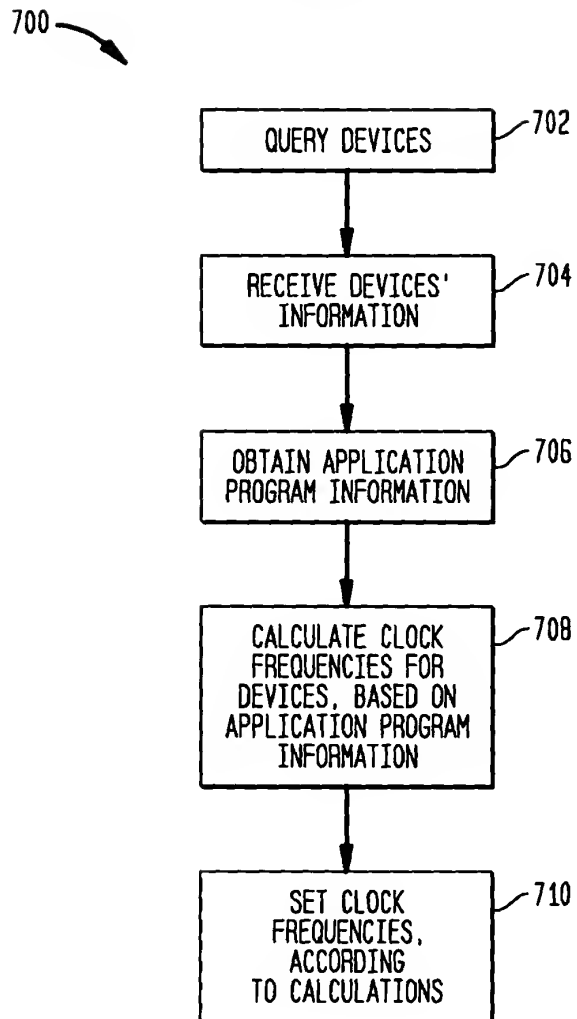 700
QUERY DEVICES
702
RECEIVE DEVICES'
INFORMATION
704
OBTAIN APPLICATION
PROGRAM INFORMATION
706
CALCULATE CLOCK
FREQUENCIES FOR
DEVICES, BASED ON
APPLICATION PROGRAM
INFORMATION
708
SET CLOCK
FREQUENCIES,
ACCORDING
TO CALCULATIONS
710